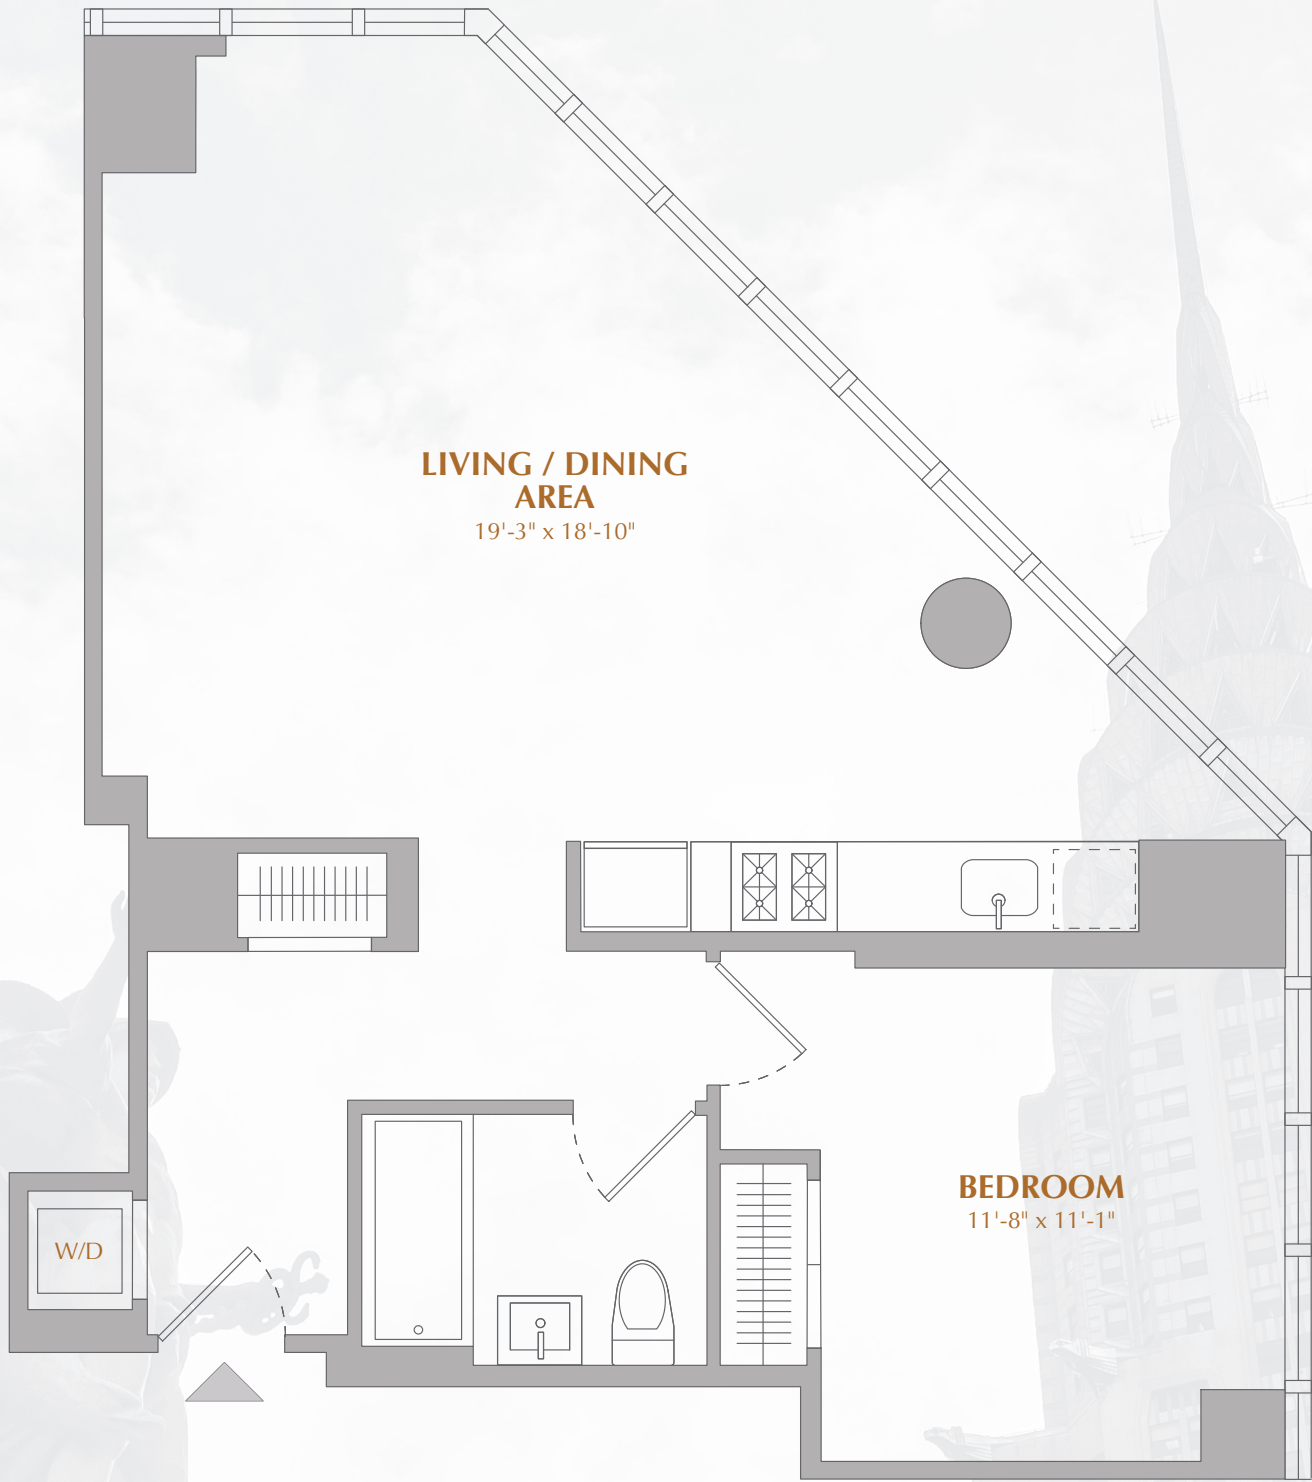 LIVING / DINING
AREA
19'-3" x 18'-10"
BEDROOM
11'-8" x 11'-1"
W/D